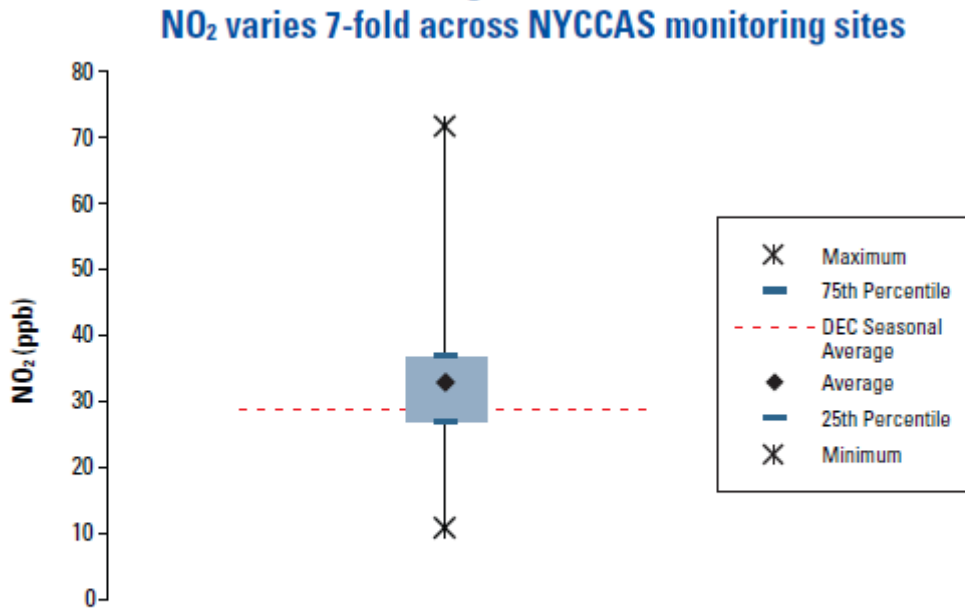 NO₂ varies 7-fold across NYCCAS monitoring sites
80
70
60
50
40
30
20
10
0
NO₂ (ppb)
Maximum
75th Percentile
DEC Seasonal
Average
Average
25th Percentile
Minimum